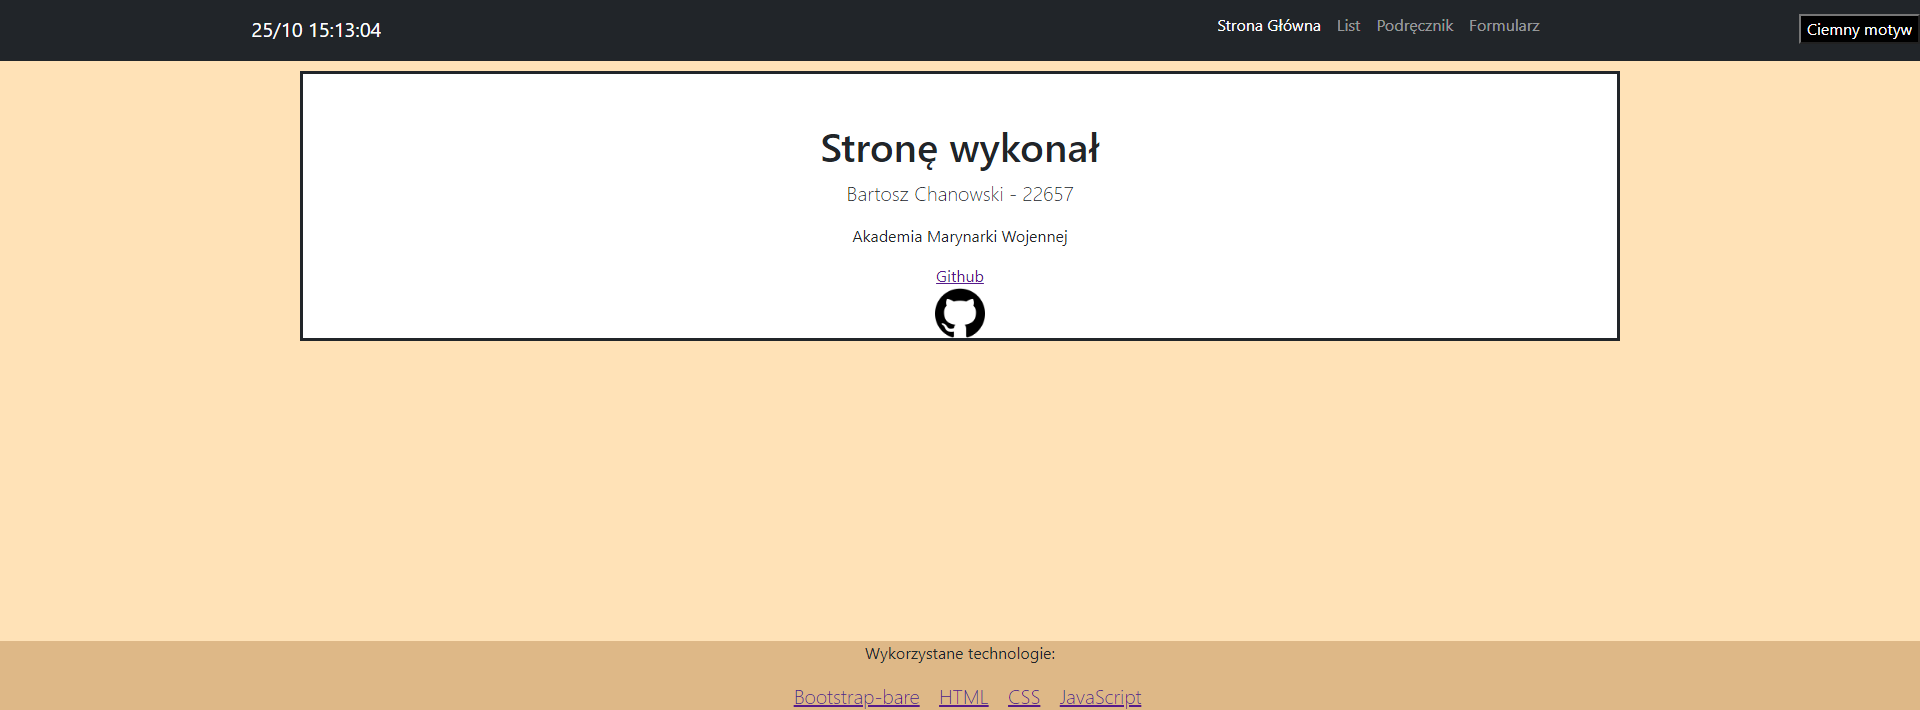 25/10 15:13:04 Strona Główna List Podręcznik Formularz Ciemny motyw
Stronę wykonał
Bartosz Chanowski - 22657
Akademia Marynarki Wojennej
Github
Wykorzystane technologie:
Bootstrap-bare HTML CSS JavaScript